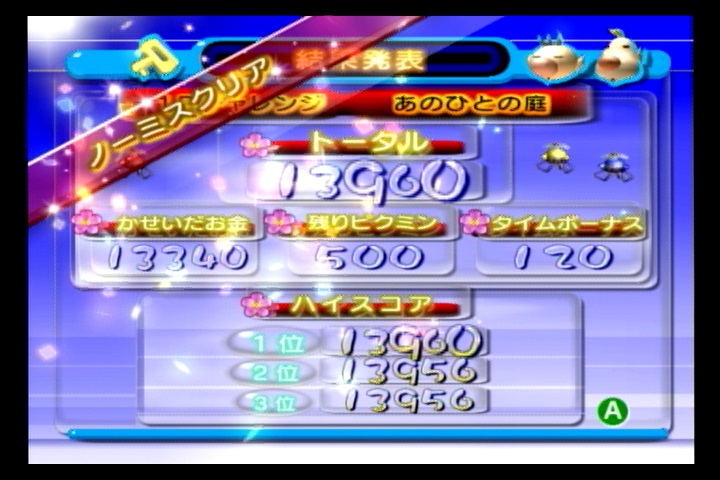 結果発表
ノーミスクリア
チャレンジ あのひとの庭
トータル
13960
かせいだお金 残りピクミン タイムボーナス
13340 500 120
ハイスコア
1位 13960
2位 13956
3位 13956
A